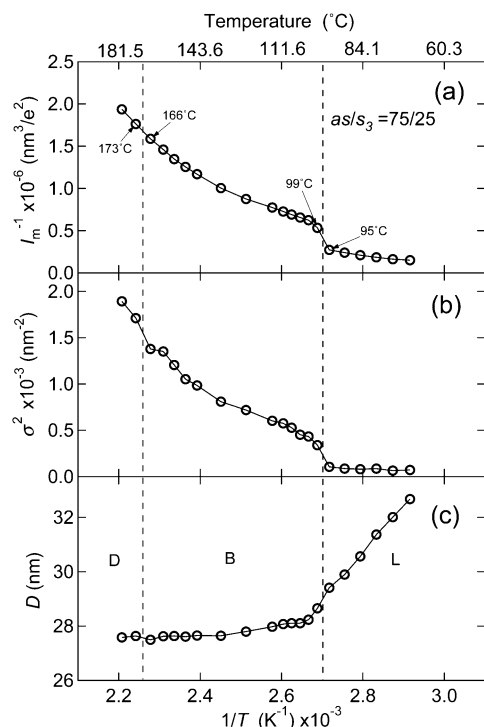 Temperature (°C)
181.5 143.6 111.6 84.1 60.3
2.5
2.0
1.5
1.0
0.5
0.0
I_m^-1 x10^-6 (nm^3/e^2)
(a)
as/s_3 =75/25
173°C
166°C
99°C
95°C
2.0
1.5
1.0
0.5
0.0
σ^2 x10^-3 (nm^-2)
(b)
32
30
28
26
D (nm)
(c)
D B L
2.2 2.4 2.6 2.8 3.0
1/T (K^-1) x10^-3